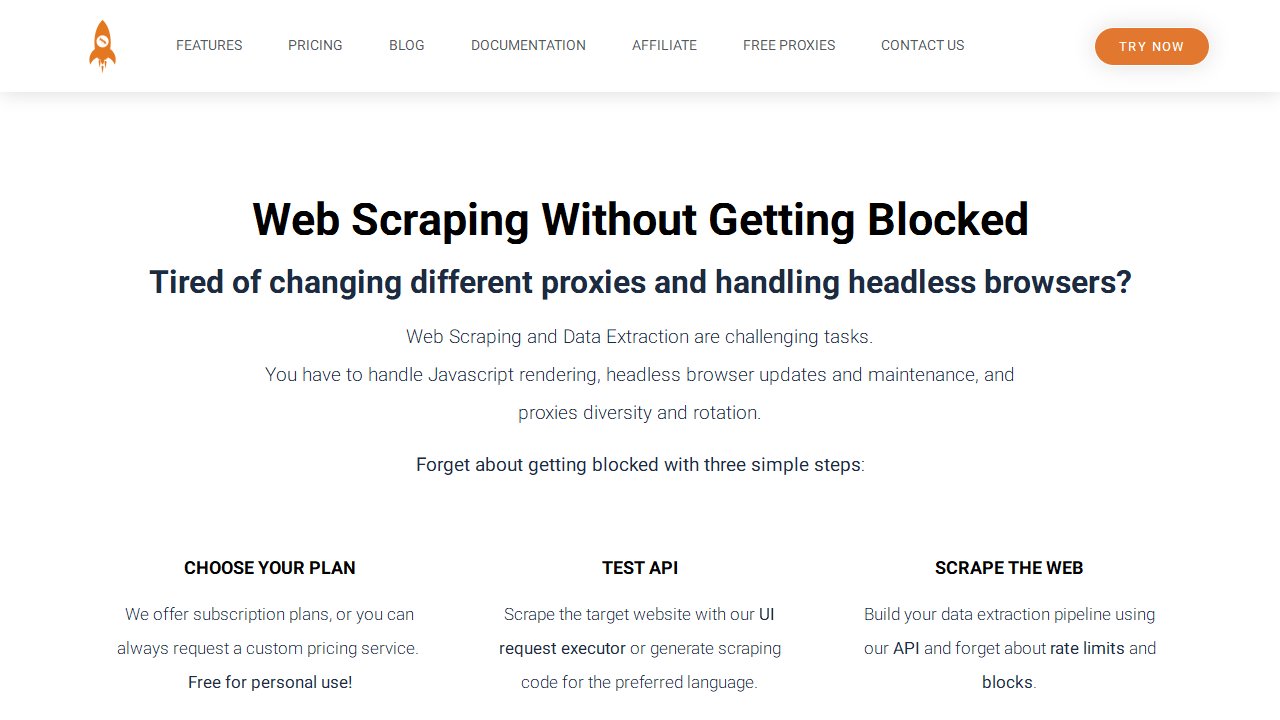 FEATURES PRICING BLOG DOCUMENTATION AFFILIATE FREE PROXIES CONTACT US TRY NOW
Web Scraping Without Getting Blocked
Tired of changing different proxies and handling headless browsers?
Web Scraping and Data Extraction are challenging tasks.
You have to handle Javascript rendering, headless browser updates and maintenance, and
proxies diversity and rotation.
Forget about getting blocked with three simple steps:
CHOOSE YOUR PLAN
We offer subscription plans, or you can
always request a custom pricing service.
Free for personal use!
TEST API
Scrape the target website with our UI
request executor or generate scraping
code for the preferred language.
SCRAPE THE WEB
Build your data extraction pipeline using
our API and forget about rate limits and
blocks.